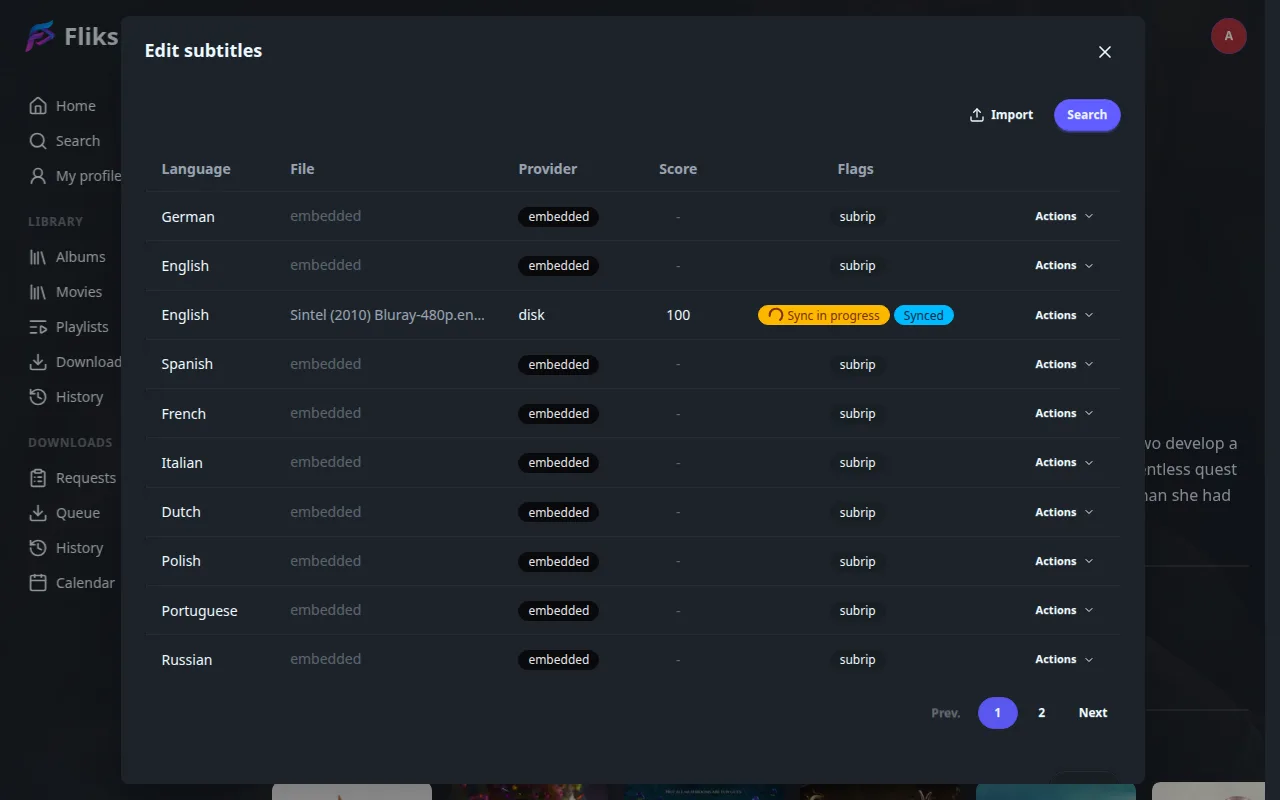 Fliks
Edit subtitles
A
Home
Search
My profile
LIBRARY
Albums
Movies
Playlists
Download
History
DOWNLOADS
Requests
Queue
History
Calendar
Import
Search
Language File Provider Score Flags
German embedded embedded - subrip Actions
English embedded embedded - subrip Actions
English Sintel (2010) Bluray-480p.en... disk 100 Sync in progress Synced Actions
Spanish embedded embedded - subrip Actions
French embedded embedded - subrip Actions
Italian embedded embedded - subrip Actions
Dutch embedded embedded - subrip Actions
Polish embedded embedded - subrip Actions
Portuguese embedded embedded - subrip Actions
Russian embedded embedded - subrip Actions
Prev. 1 2 Next
wo develop a
entless quest
han she had